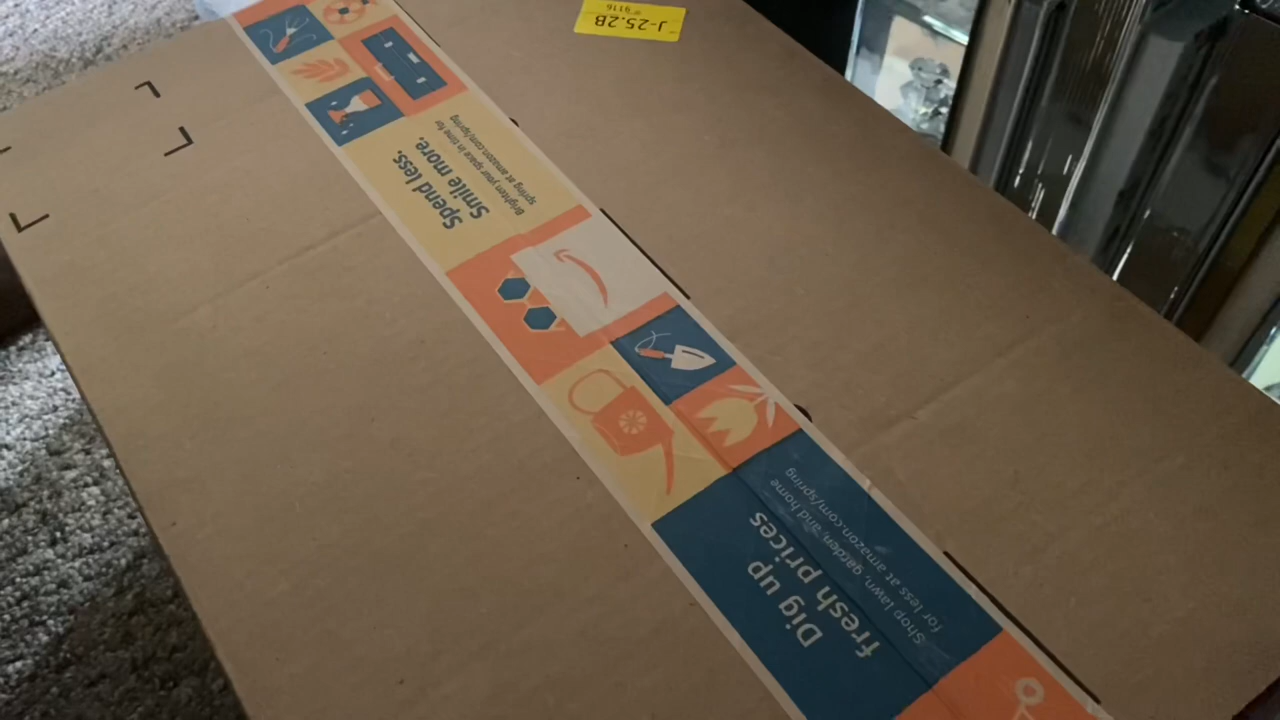 J-25.2B
9116
Spend less.
Smile more.
Brighten your space in time for
spring at amazon.com/spring
Dig up
fresh prices
Shop lawn, garden, and home
for less at amazon.com/spring